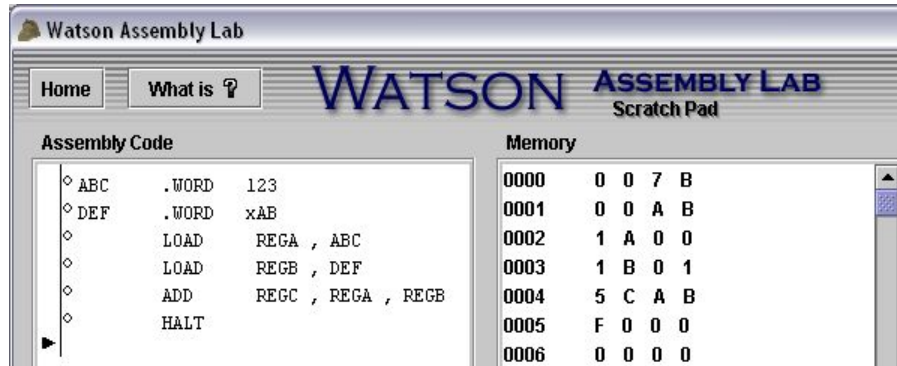 Watson Assembly Lab
Home What is ? WATSON ASSEMBLY LAB
Scratch Pad
Assembly Code
ABC .WORD 123
DEF .WORD xAB
LOAD REGA , ABC
LOAD REGB , DEF
ADD REGC , REGA , REGB
HALT
Memory
0000 0 0 7 B
0001 0 0 A B
0002 1 A 0 0
0003 1 B 0 1
0004 5 C A B
0005 F 0 0 0
0006 0 0 0 0